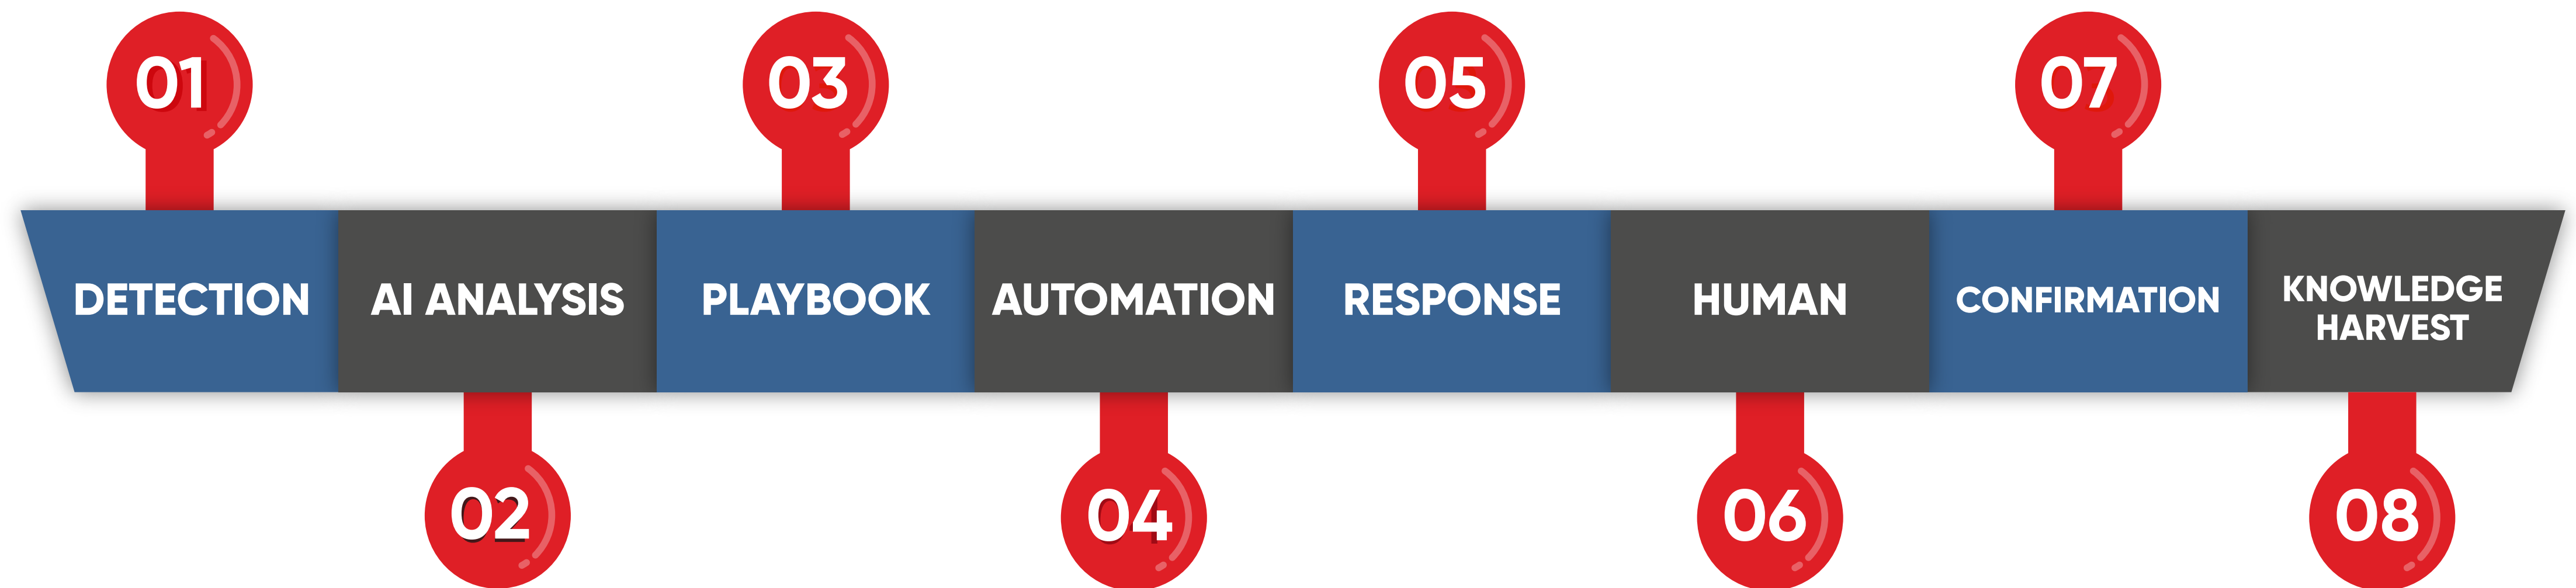 01
DETECTION
02
AI ANALYSIS
03
PLAYBOOK
04
AUTOMATION
05
RESPONSE
06
HUMAN
07
CONFIRMATION
08
KNOWLEDGE
HARVEST